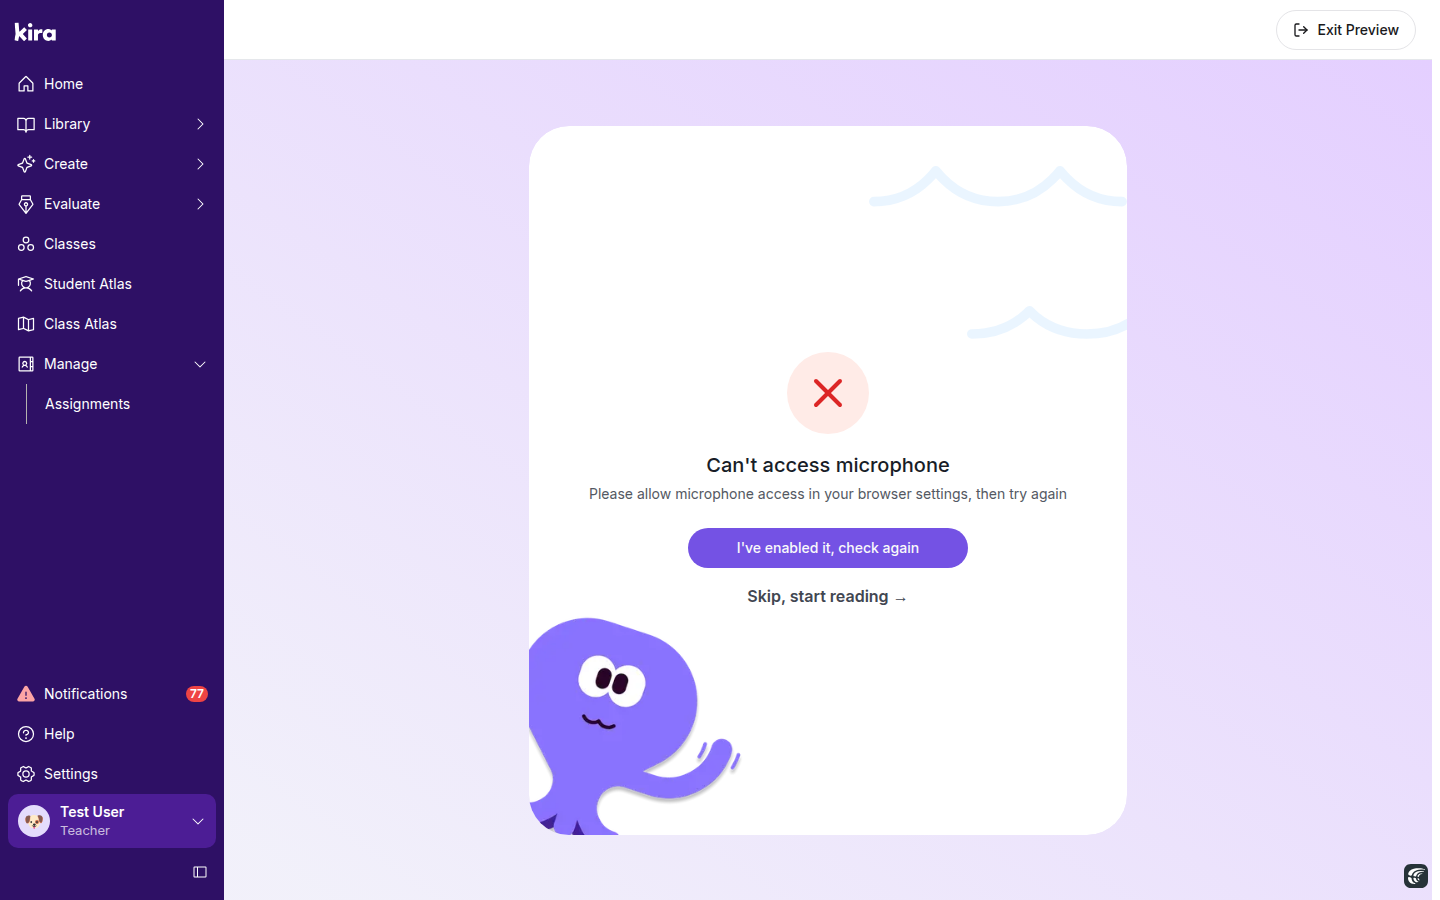 kira
Exit Preview
Home
Library
Create
Evaluate
Classes
Student Atlas
Class Atlas
Manage
Assignments
Can't access microphone
Please allow microphone access in your browser settings, then try again
I've enabled it, check again
Skip, start reading →
Notifications 77
Help
Settings
Test User
Teacher